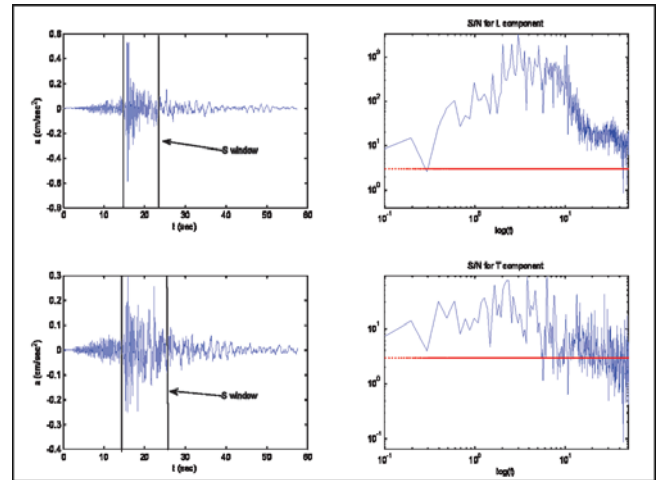 S/N for L component
0.6
0.4
0.2
0
-0.2
-0.4
-0.6
-0.8
a (cm/sec²)
S window
0 10 20 30 40 50 60
t (sec)
10³
10²
10¹
10⁰
10⁻¹ 10⁰ 10¹
log(f)
S/N for T component
0.3
0.2
0.1
0
-0.1
-0.2
-0.3
-0.4
a (cm/sec²)
S window
0 10 20 30 40 50 60
t (sec)
10¹
10⁰
10⁻¹
10⁻¹ 10⁰ 10¹
log(f)